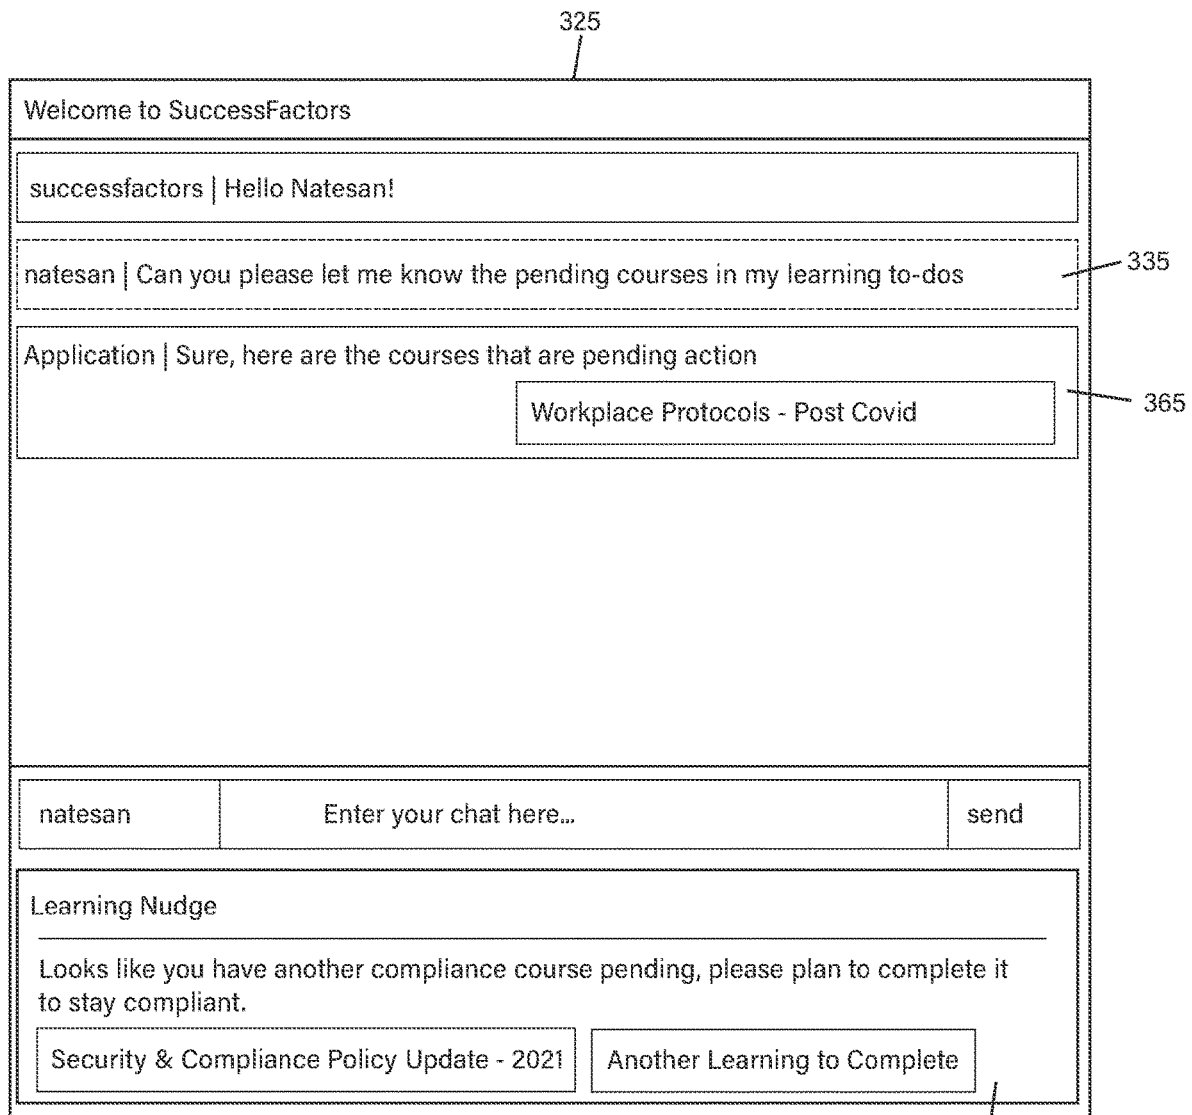 325
Welcome to SuccessFactors
successfactors | Hello Natesan!
natesan | Can you please let me know the pending courses in my learning to-dos
335
Application | Sure, here are the courses that are pending action
Workplace Protocols - Post Covid
365
natesan
Enter your chat here...
send
Learning Nudge
Looks like you have another compliance course pending, please plan to complete it
to stay compliant.
Security & Compliance Policy Update - 2021
Another Learning to Complete